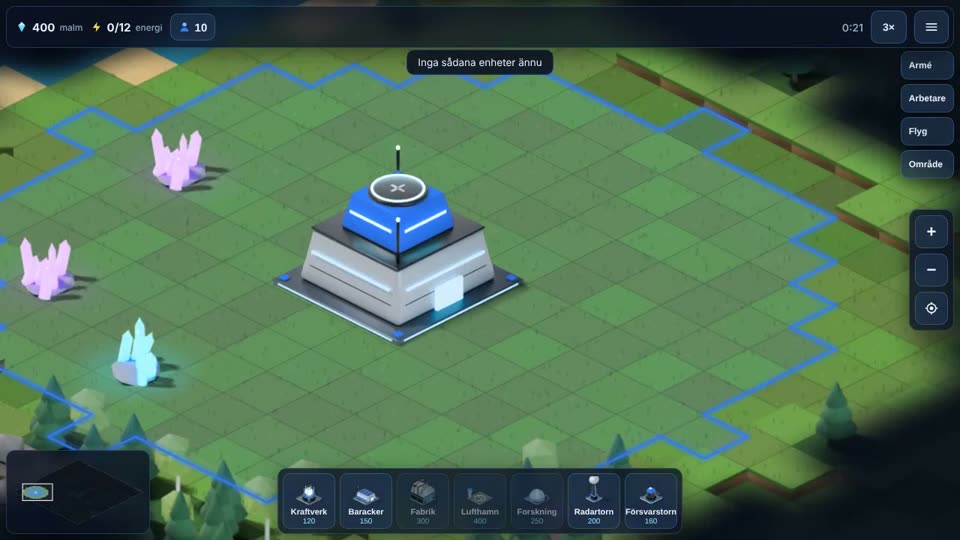 400 malm 0/12 energi 10 0:21 3×
Inga sådana enheter ännu
Armé
Arbetare
Flyg
Område
+
−
Kraftverk
120
Baracker
150
Fabrik
300
Lufthamn
400
Forskning
250
Radartorn
200
Försvarstorn
160